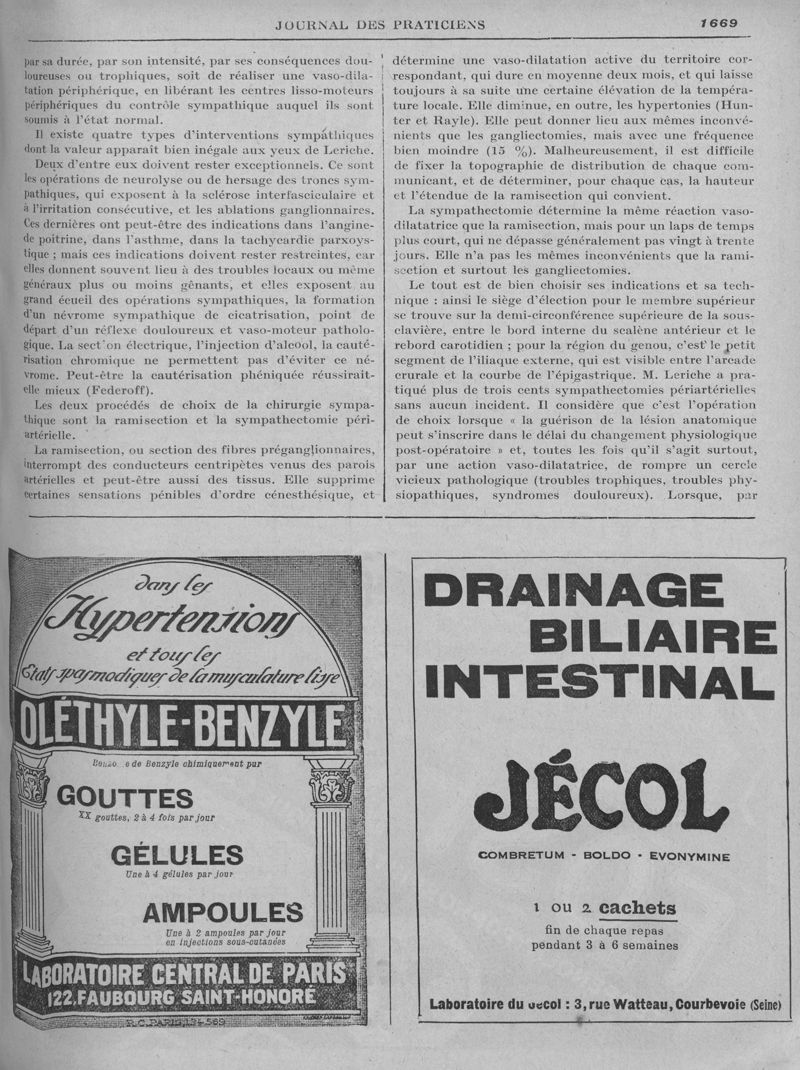 JOURNAL DES PRATICIENS 1669
par sa durée, par son intensité, par ses conséquences dou-
loureuses ou trophiques, soit de réaliser une vaso-dila-
tation périphérique, en libérant les centres lisso-moteurs
périphériques du contrôle sympathique auquel ils sont
soumis à l'état normal.
Il existe quatre types d'interventions sympathiques
dont la valeur apparait bien inégale aux yeux de Leriche.
Deux d'entre eux doivent rester exceptionnels. Ce sont
les opérations de neurolyse ou de hersage des troncs sym-
pathiques, qui exposent à la sclérose interfasciculaire et
à l'irritation consécutive, et les ablations ganglionnaires.
Ces dernières ont peut-être des indications dans l'angine-
de poitrine, dans l'asthme, dans la tachycardie parxoys-
tique ; mais ces indications doivent rester restreintes, car
elles donnent souvent lieu à des troubles locaux ou même
généraux plus ou moins gênants, et elles exposent au
grand écueil des opérations sympathiques, la formation
d'un névrome sympathique de cicatrisation, point de
départ d'un réflexe douloureux et vaso-moteur patholo-
gique. La sect'on électrique, l'injection d'alcool, la cauté-
risation chromique ne permettent pas d'éviter ce né-
vrome. Peut-être la cautérisation phéniquée réussirait-
elle mieux (Federoff).
Les deux procédés de choix de la chirurgie sympa-
thique sont la ramisection et la sympathectomie péri-
artérielle.
La ramisection, ou section des fibres préganglionnaires,
interrompt des conducteurs centripètes venus des parois
artérielles et peut-être aussi des tissus. Elle supprime
certaines sensations pénibles d'ordre cénesthésique, et
détermine une vaso-dilatation active du territoire cor-
respondant, qui dure en moyenne deux mois, et qui laisse
toujours à sa suite une certaine élévation de la tempéra-
ture locale. Elle diminue, en outre, les hypertonies (Hun-
ter et Rayle). Elle peut donner lieu aux mêmes inconvé-
nients que les gangliectomies, mais avec une fréquence
bien moindre (15 %). Malheureusement, il est difficile
de fixer la topographie de distribution de chaque com-
municant, et de déterminer, pour chaque cas, la hauteur
et l'étendue de la ramisection qui convient.
La sympathectomie détermine la même réaction vaso-
dilatatrice que la ramisection, mais pour un laps de temps
plus court, qui ne dépasse généralement pas vingt à trente
jours. Elle n'a pas les mêmes inconvenients que la rami-
section et surtout les gangliectomies.
Le tout est de bien choisir ses indications et sa tech-
nique : ainsi le siège d'élection pour le membre supérieur
se trouve sur la demi-circonférence supérieure de la sous-
clavière, entre le bord interne du scalène antérieur et le
rebord carotidien ; pour la région du genou, c'est le petit
segment de l'iliaque externe, qui est visible entre l'arcade
crurale et la courbe de l'épigastrique. M. Leriche a pra-
tiqué plus de trois cents sympathectomies périartérielles
sans aucun incident. Il considère que c'est l'opération
de choix lorsque « la guérison de la lésion anatomique
peut s'inscrire dans le délai du changement physiologique
post-opératoire » et, toutes les fois qu'il s'agit surtout,
par une action vaso-dilatatrice, de rompre un cercle
vicieux pathologique (troubles trophiques, troubles phy-
siopathiques, syndromes douloureux). Lorsque, par
dans les
Hypertensions
et tous les
États spasmodiques de la musculature lisse
OLÉTHYLE-BENZYLE
de Benzyle chimiquement pur
GOUTTES
XX gouttes, 2 à 4 fois par jour
GÉLULES
Une à 4 gélules par jour
AMPOULES
Une à 2 ampoules par jour
en injections sous-cutanées
LABORATOIRE CENTRAL DE PARIS
122, FAUBOURG SAINT-HONORÉ
R.C. PARIS
DRAINAGE
BILIAIRE
INTESTINAL
JÉCOL
COMBRETUM - BOLDO - EVONYMINE
1 OU 2 cachets
fin de chaque repas
pendant 3 à 6 semaines
Laboratoire du Jécol : 3, rue Watteau, Courbevoie (Seine)